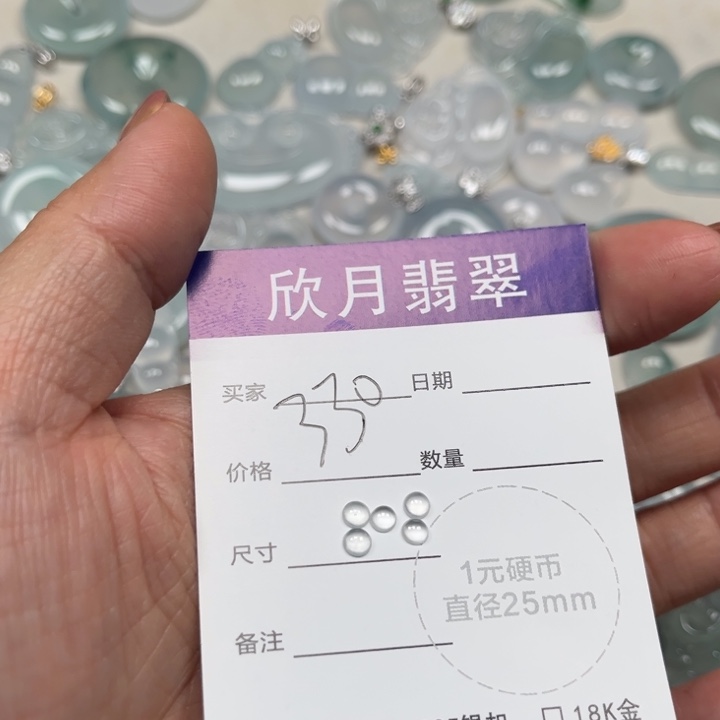 欣月翡翠
买家 330 日期
价格 数量
尺寸
1元硬币
直径25mm
备注
口18K金